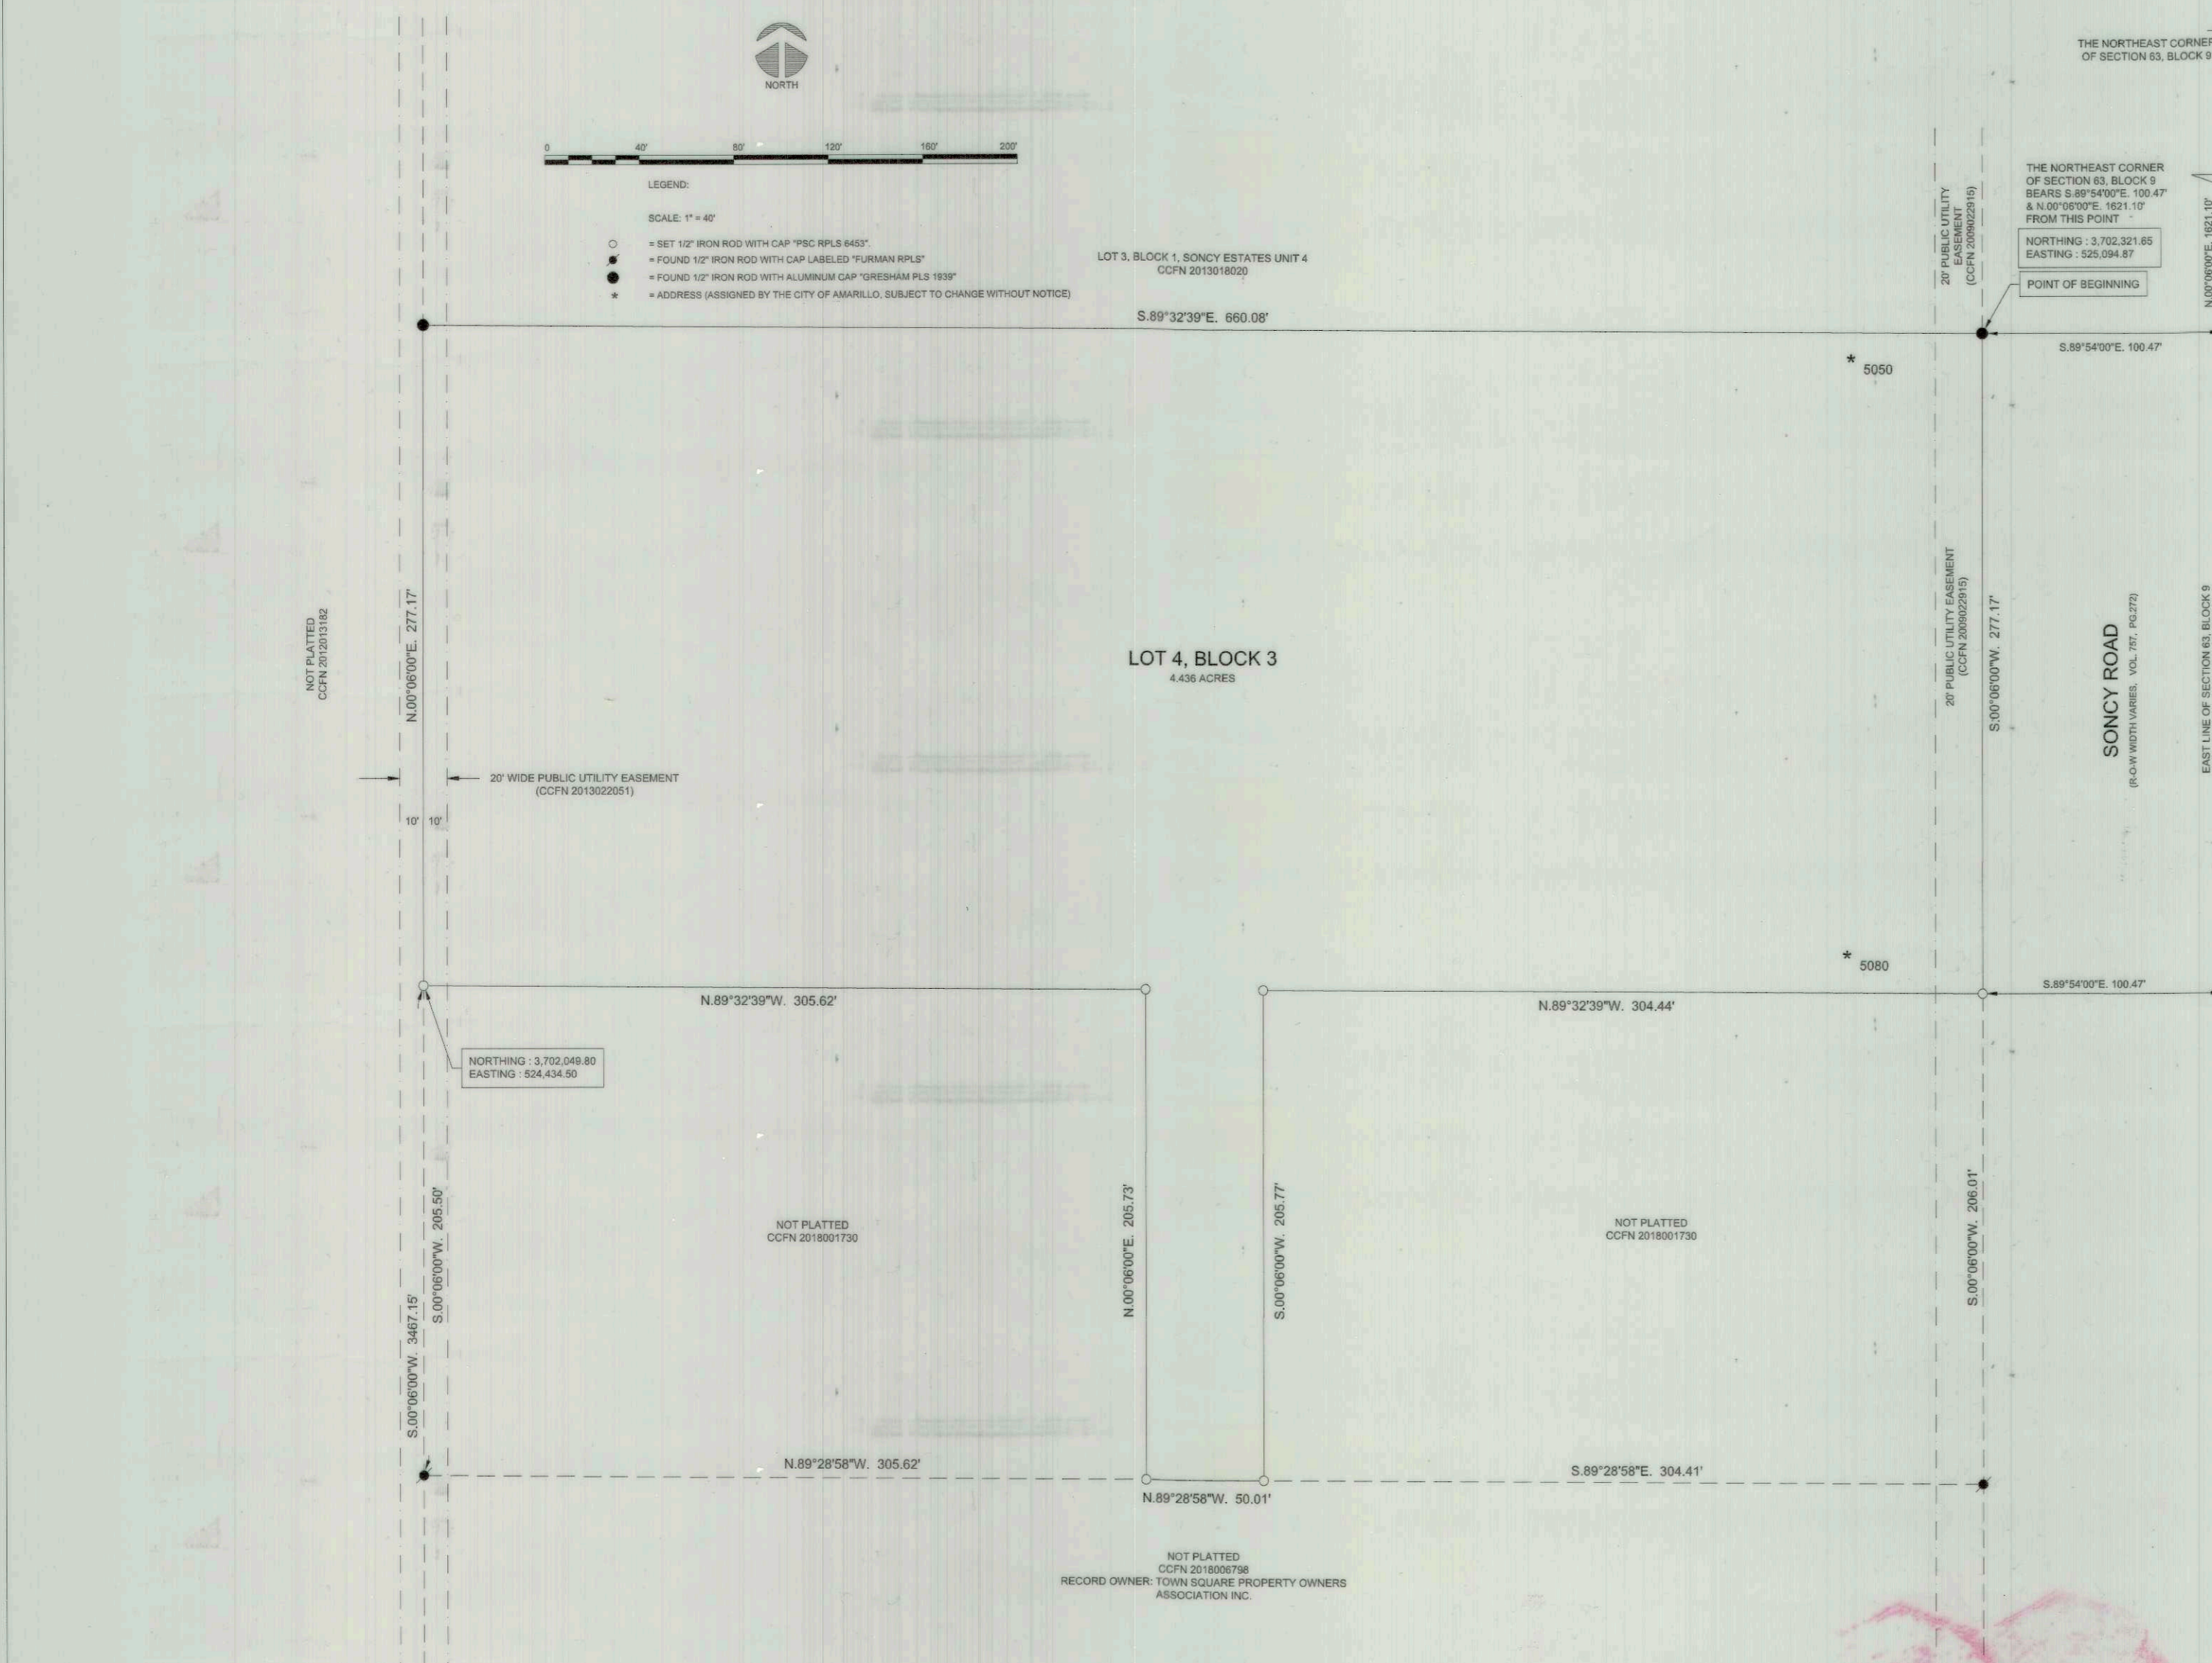 NORTH
THE NORTHEAST CORNER
OF SECTION 63, BLOCK 9
0 40' 80' 120' 160' 200'
LEGEND:
SCALE: 1" = 40'
= SET 1/2" IRON ROD WITH CAP "PSC RPLS 6453".
= FOUND 1/2" IRON ROD WITH CAP LABELED "FURMAN RPLS"
= FOUND 1/2" IRON ROD WITH ALUMINUM CAP "GRESHAM PLS 1939"
* = ADDRESS (ASSIGNED BY THE CITY OF AMARILLO, SUBJECT TO CHANGE WITHOUT NOTICE)
LOT 3, BLOCK 1, SONCY ESTATES UNIT 4
CCFN 2013018020
20' PUBLIC UTILITY
EASEMENT
(CCFN 2009022915)
THE NORTHEAST CORNER
OF SECTION 63, BLOCK 9
BEARS S.89°54'00"E. 100.47'
& N.00°06'00"E. 1621.10'
FROM THIS POINT
NORTHING : 3,702,321.65
EASTING : 525,094.87
POINT OF BEGINNING
N.00°06'00"E. 1621.10'
S.89°32'39"E. 660.08'
S.89°54'00"E. 100.47'
* 5050
NOT PLATTED
CCFN 2012013182
N.00°06'00"E. 277.17'
LOT 4, BLOCK 3
4.436 ACRES
20' PUBLIC UTILITY EASEMENT
(CCFN 2009022915)
S.00°06'00"W. 277.17'
SONCY ROAD
(R-O-W WIDTH VARIES, VOL. 757, PG.272)
EAST LINE OF SECTION 63, BLOCK 9
20' WIDE PUBLIC UTILITY EASEMENT
(CCFN 2013022051)
10' 10'
* 5080
N.89°32'39"W. 305.62'
N.89°32'39"W. 304.44'
S.89°54'00"E. 100.47'
NORTHING : 3,702,049.80
EASTING : 524,434.50
S.00°06'00"W. 3467.15'
S.00°06'00"W. 205.50'
NOT PLATTED
CCFN 2018001730
N.00°06'00"E. 205.73'
S.00°06'00"W. 205.77'
NOT PLATTED
CCFN 2018001730
S.00°06'00"W. 206.01'
N.89°28'58"W. 305.62'
N.89°28'58"W. 50.01'
S.89°28'58"E. 304.41'
NOT PLATTED
CCFN 2018006798
RECORD OWNER: TOWN SQUARE PROPERTY OWNERS
ASSOCIATION INC.